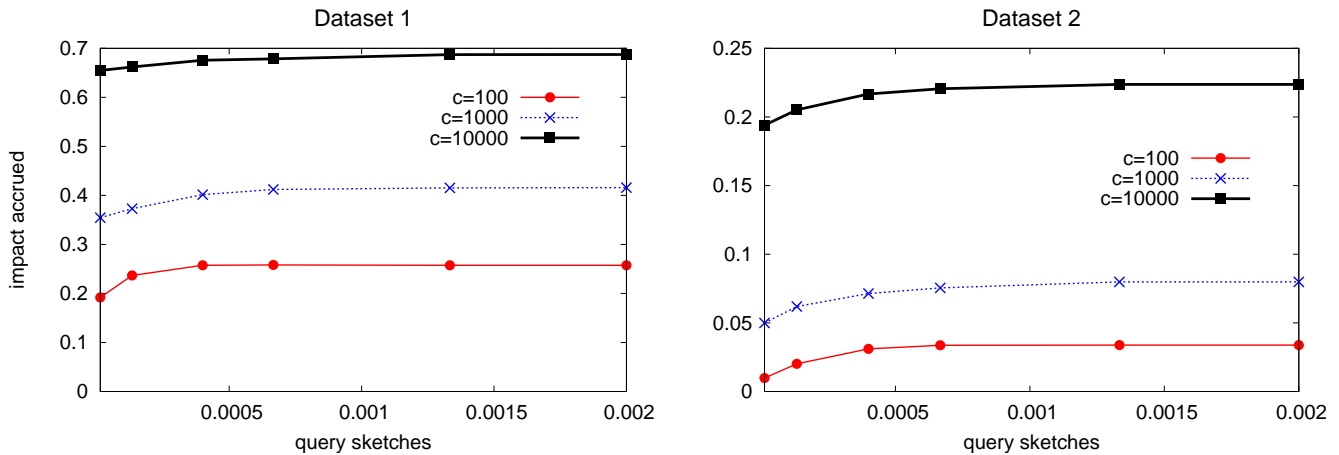 Dataset 1
impact accrued
0.7
0.6
0.5
0.4
0.3
0.2
0.1
0
c=100
c=1000
c=10000
0.0005
0.001
0.0015
0.002
query sketches
Dataset 2
0.25
0.2
0.15
0.1
0.05
0
c=100
c=1000
c=10000
0.0005
0.001
0.0015
0.002
query sketches